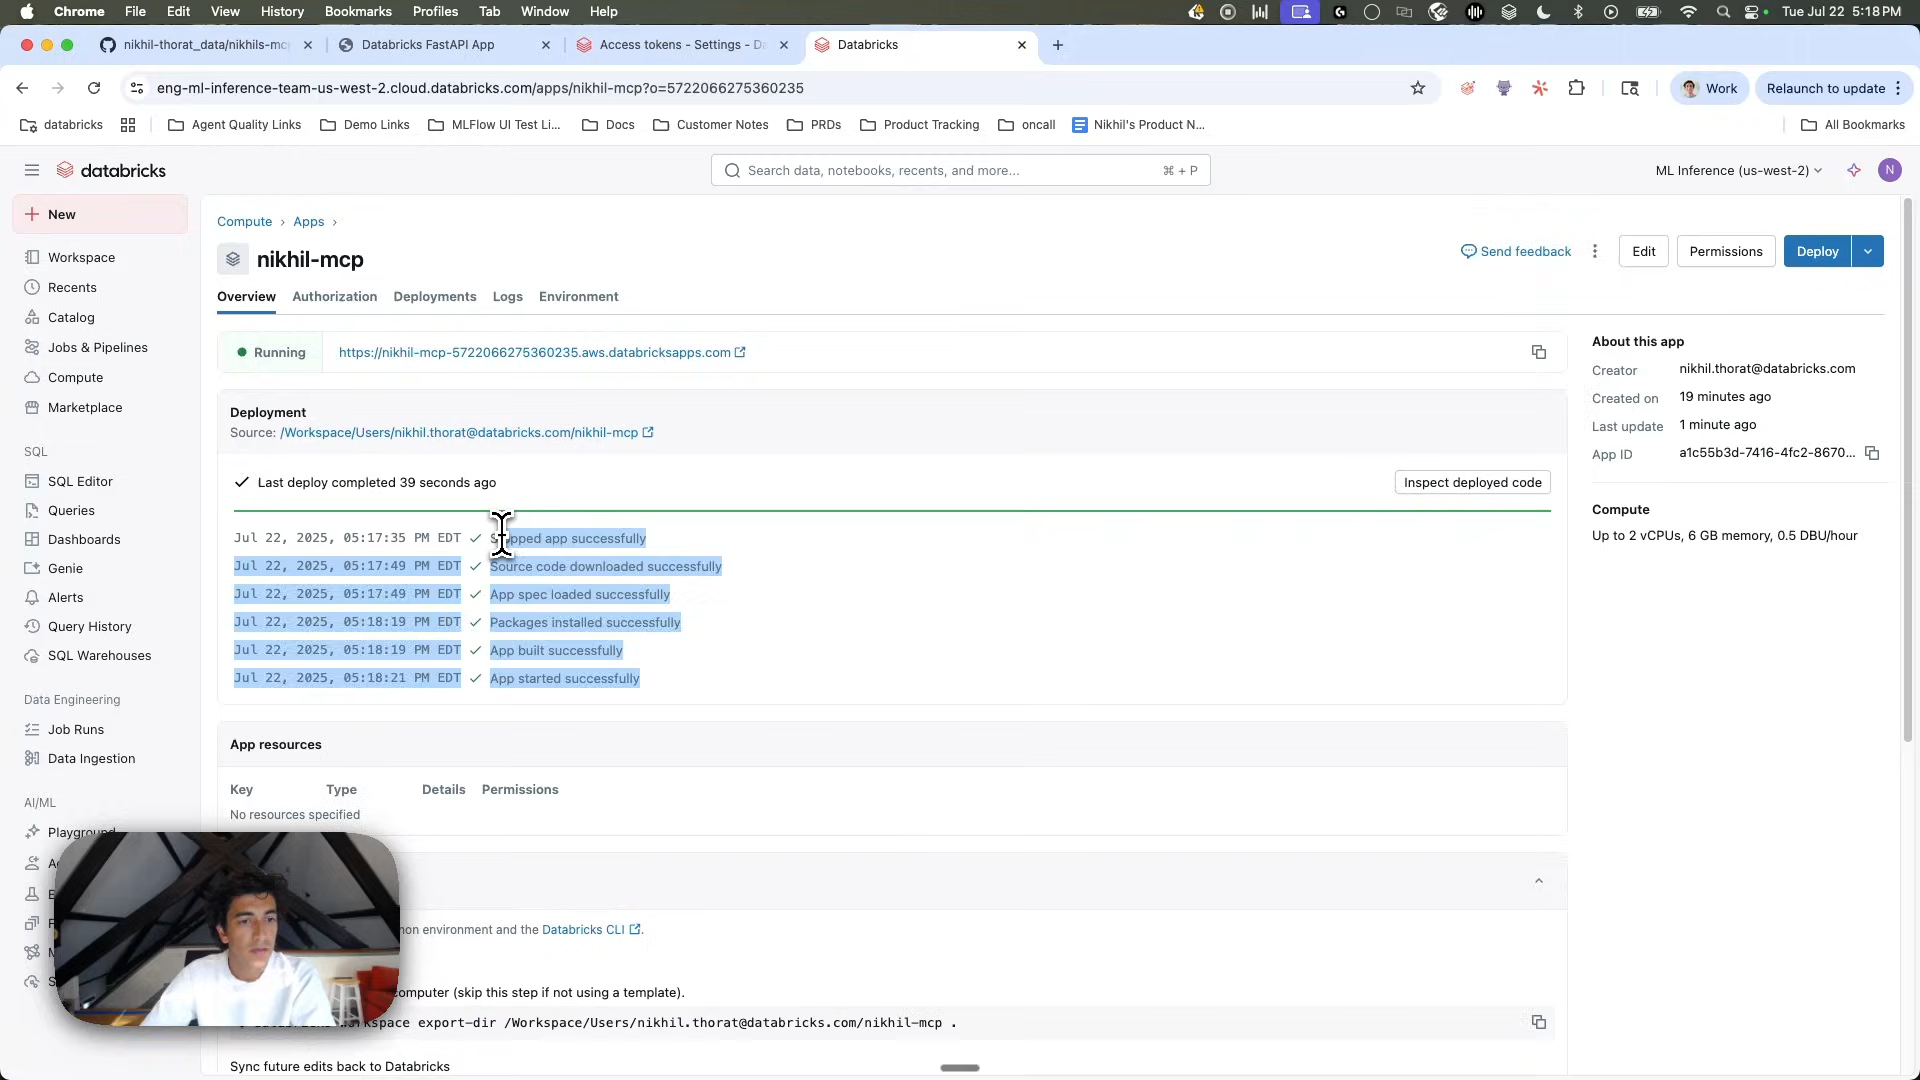 Chrome File Edit View History Bookmarks Profiles Tab Window Help Tue Jul 22 5:18 PM
nikhil-thorat_data/nikhils-mc Databricks FastAPI App Access tokens - Settings - D Databricks
eng-ml-inference-team-us-west-2.cloud.databricks.com/apps/nikhil-mcp?o=5722066275360235 Work Relaunch to update
databricks Agent Quality Links Demo Links MLFlow UI Test Li... Docs Customer Notes PRDs Product Tracking oncall Nikhil's Product N... All Bookmarks
databricks Search data, notebooks, recents, and more... ⌘ + P ML Inference (us-west-2) N
New
Workspace
Recents
Catalog
Jobs & Pipelines
Compute
Marketplace
SQL
SQL Editor
Queries
Dashboards
Genie
Alerts
Query History
SQL Warehouses
Data Engineering
Job Runs
Data Ingestion
AI/ML
Playground
Compute › Apps ›
nikhil-mcp
Send feedback Edit Permissions Deploy
Overview Authorization Deployments Logs Environment
Running https://nikhil-mcp-5722066275360235.aws.databricksapps.com
Deployment
Source: /Workspace/Users/nikhil.thorat@databricks.com/nikhil-mcp
Last deploy completed 39 seconds ago Inspect deployed code
Jul 22, 2025, 05:17:35 PM EDT ✓ Stopped app successfully
Jul 22, 2025, 05:17:49 PM EDT ✓ Source code downloaded successfully
Jul 22, 2025, 05:17:49 PM EDT ✓ App spec loaded successfully
Jul 22, 2025, 05:18:19 PM EDT ✓ Packages installed successfully
Jul 22, 2025, 05:18:19 PM EDT ✓ App built successfully
Jul 22, 2025, 05:18:21 PM EDT ✓ App started successfully
App resources
Key Type Details Permissions
No resources specified
environment and the Databricks CLI .
computer (skip this step if not using a template).
export-dir /Workspace/Users/nikhil.thorat@databricks.com/nikhil-mcp .
Sync future edits back to Databricks
About this app
Creator nikhil.thorat@databricks.com
Created on 19 minutes ago
Last update 1 minute ago
App ID a1c55b3d-7416-4fc2-8670...
Compute
Up to 2 vCPUs, 6 GB memory, 0.5 DBU/hour